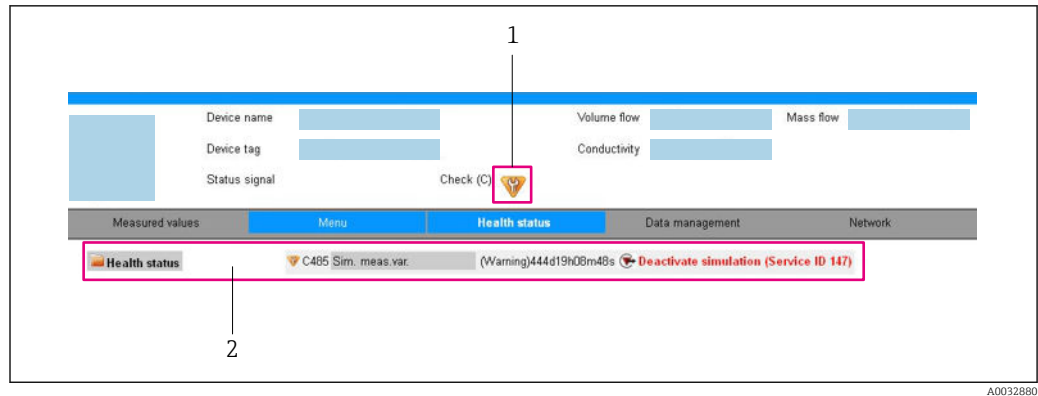 1
Device name Volume flow Mass flow
Device tag Conductivity
Status signal Check (C)
Measured values Menu Health status Data management Network
Health status C485 Sim. meas.var. (Warning)444d19h08m48s Deactivate simulation (Service ID 147)
2
A0032880